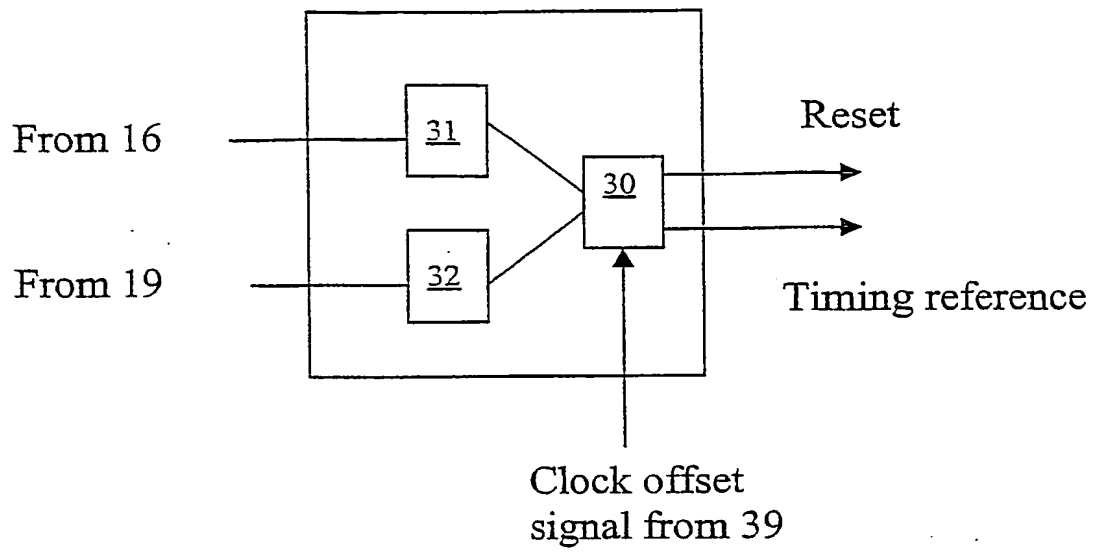 Reset
From 16
31
30
From 19
32
Timing reference
Clock offset
signal from 39